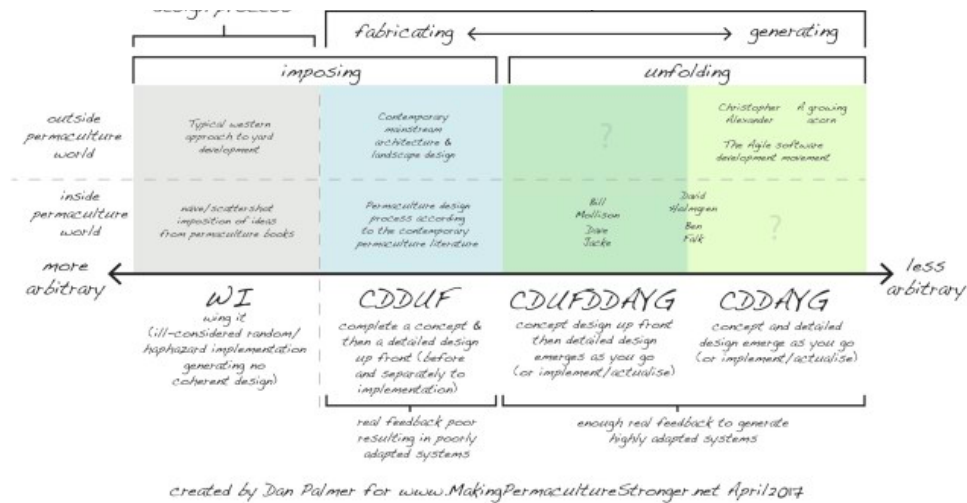 design process
fabricating generating
imposing unfolding
outside
permaculture
world
Typical western
approach to yard
development
Contemporary
mainstream
architecture &
landscape design
?
Christopher
Alexander
A growing
acorn
The Agile software
development movement
inside
permaculture
world
scattershot
imposition of ideas
from permaculture books
Permaculture design
process according
to the contemporary
permaculture literature
Bill
Mollison
Dave
Jacke
David
Holmgren
Ben
Falk
?
more
arbitrary
less
arbitrary
WI
wing it
(ill-considered random/
haphazard implementation
generating no
coherent design)
CDDUF
complete a concept &
then a detailed design
up front (before
and separately to
implementation)
CDUFDDAYG
concept design up front
then detailed design
emerges as you go
(or implement/actualise)
CDDAYG
concept and detailed
design emerge as you go
(or implement/actualise)
real feedback poor
resulting in poorly
adapted systems
enough real feedback to generate
highly adapted systems
created by Dan Palmer for www.MakingPermacultureStronger.net April2017